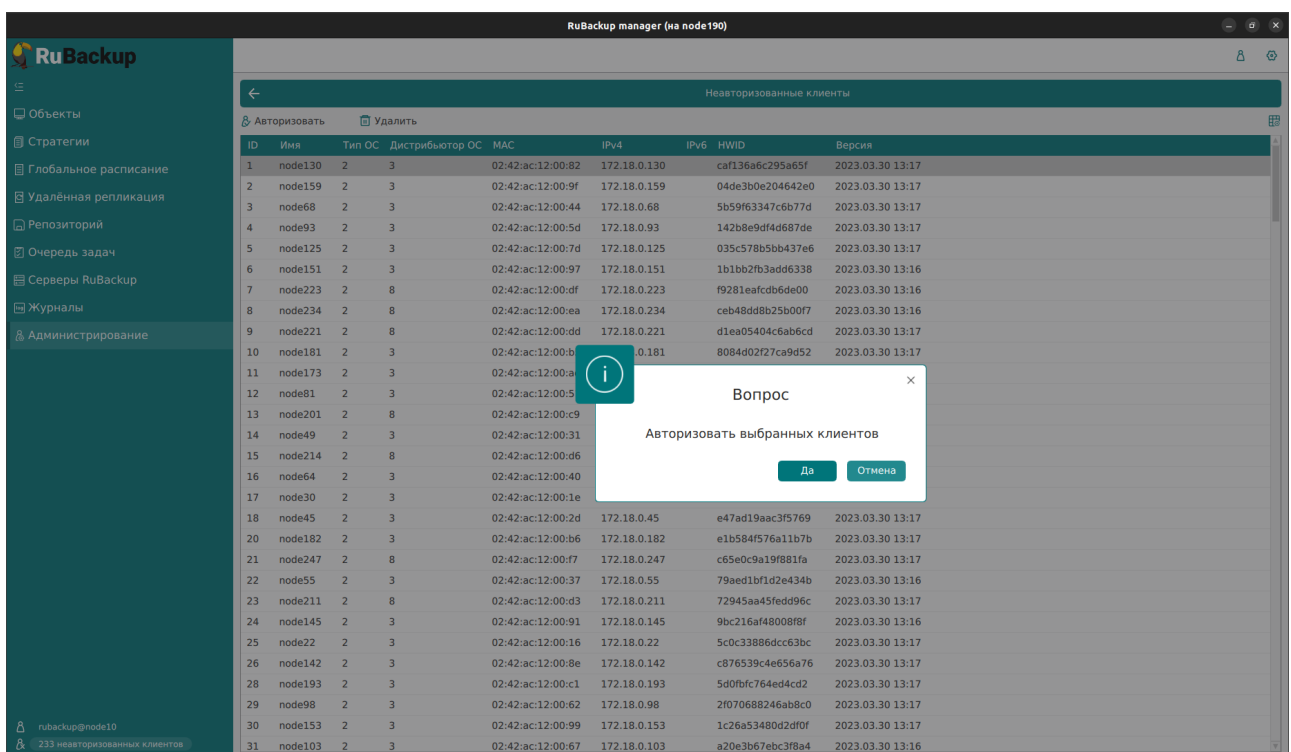 RuBackup manager (на node190)
RuBackup
Неавторизованные клиенты
Объекты
Стратегии
Глобальное расписание
Удалённая репликация
Репозиторий
Очередь задач
Серверы RuBackup
Журналы
Администрирование
Авторизовать Удалить
ID Имя Тип ОС Дистрибьютор ОС MAC IPv4 IPv6 HWID Версия
1 node130 2 3 02:42:ac:12:00:82 172.18.0.130 caf136a6c295a65f 2023.03.30 13:17
2 node159 2 3 02:42:ac:12:00:9f 172.18.0.159 04de3b0e204642e0 2023.03.30 13:17
3 node68 2 3 02:42:ac:12:00:44 172.18.0.68 5b59f63347c6b77d 2023.03.30 13:17
4 node93 2 3 02:42:ac:12:00:5d 172.18.0.93 142b8e9df4d687de 2023.03.30 13:17
5 node125 2 3 02:42:ac:12:00:7d 172.18.0.125 035c578b5bb437e6 2023.03.30 13:17
6 node151 2 3 02:42:ac:12:00:97 172.18.0.151 1b1bb2fb3add6338 2023.03.30 13:16
7 node223 2 8 02:42:ac:12:00:df 172.18.0.223 f9281eafcdb6de00 2023.03.30 13:16
8 node234 2 8 02:42:ac:12:00:ea 172.18.0.234 ceb48dd8b25b00f7 2023.03.30 13:16
9 node221 2 8 02:42:ac:12:00:dd 172.18.0.221 d1ea05404c6ab6cd 2023.03.30 13:17
10 node181 2 3 02:42:ac:12:00:b .0.181 8084d02f27ca9d52 2023.03.30 13:17
11 node173 2 3 02:42:ac:12:00:a
12 node81 2 3 02:42:ac:12:00:5
13 node201 2 8 02:42:ac:12:00:c9
14 node49 2 3 02:42:ac:12:00:31
15 node214 2 8 02:42:ac:12:00:d6
16 node64 2 3 02:42:ac:12:00:40
17 node30 2 3 02:42:ac:12:00:1e
Вопрос
Авторизовать выбранных клиентов
Да Отмена
18 node45 2 3 02:42:ac:12:00:2d 172.18.0.45 e47ad19aac3f5769 2023.03.30 13:17
20 node182 2 3 02:42:ac:12:00:b6 172.18.0.182 e1b584f576a11b7b 2023.03.30 13:17
21 node247 2 8 02:42:ac:12:00:f7 172.18.0.247 c65e0c9a19f881fa 2023.03.30 13:17
22 node55 2 3 02:42:ac:12:00:37 172.18.0.55 79aed1bf1d2e434b 2023.03.30 13:16
23 node211 2 8 02:42:ac:12:00:d3 172.18.0.211 72945aa45fedd96c 2023.03.30 13:17
24 node145 2 3 02:42:ac:12:00:91 172.18.0.145 9bc216af48008f8f 2023.03.30 13:16
25 node22 2 3 02:42:ac:12:00:16 172.18.0.22 5c0c33886dcc63bc 2023.03.30 13:17
26 node142 2 3 02:42:ac:12:00:8e 172.18.0.142 c876539c4e656a76 2023.03.30 13:17
28 node193 2 3 02:42:ac:12:00:c1 172.18.0.193 5d0fbfc764ed4cd2 2023.03.30 13:17
29 node98 2 3 02:42:ac:12:00:62 172.18.0.98 2f070688246ab8c0 2023.03.30 13:17
30 node153 2 3 02:42:ac:12:00:99 172.18.0.153 1c26a53480d2df0f 2023.03.30 13:17
31 node103 2 3 02:42:ac:12:00:67 172.18.0.103 a20e3b67ebc3f8a4 2023.03.30 13:16
rubackup@node10
233 неавторизованных клиентов